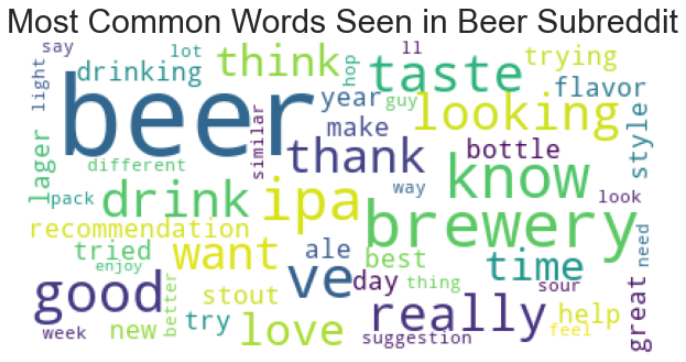 Most Common Words Seen in Beer Subreddit
say
lot
ll
trying
light
drinking
think
hop
taste
flavor
beer
year
guy
looking
style
lager
similar
make
thank
bottle
different
know
pack
drink
ipa
way
look
recommendation
brewery
need
tried
want
ale
best
time
enjoy
ve
day
thing
sour
good
better
stout
really
great
week
new
try
love
suggestion
help
feel